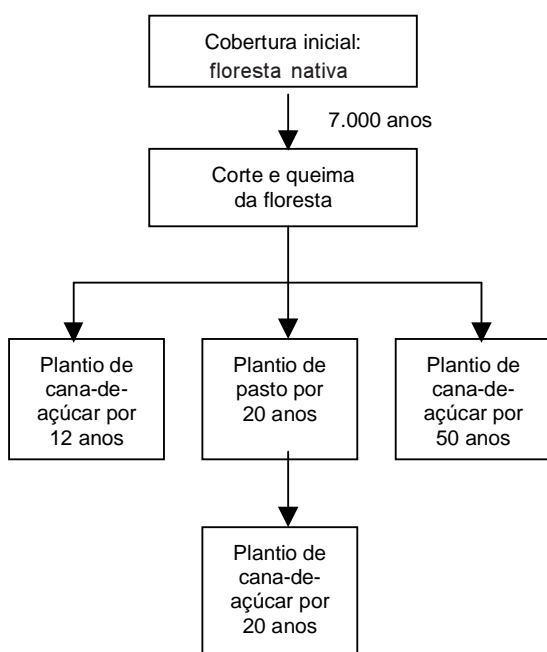 Cobertura inicial:
floresta nativa
7.000 anos
Corte e queima
da floresta
Plantio de
cana-de-
açúcar por
12 anos
Plantio de
pasto por
20 anos
Plantio de
cana-de-
açúcar por
50 anos
Plantio de
cana-de-
açúcar por
20 anos